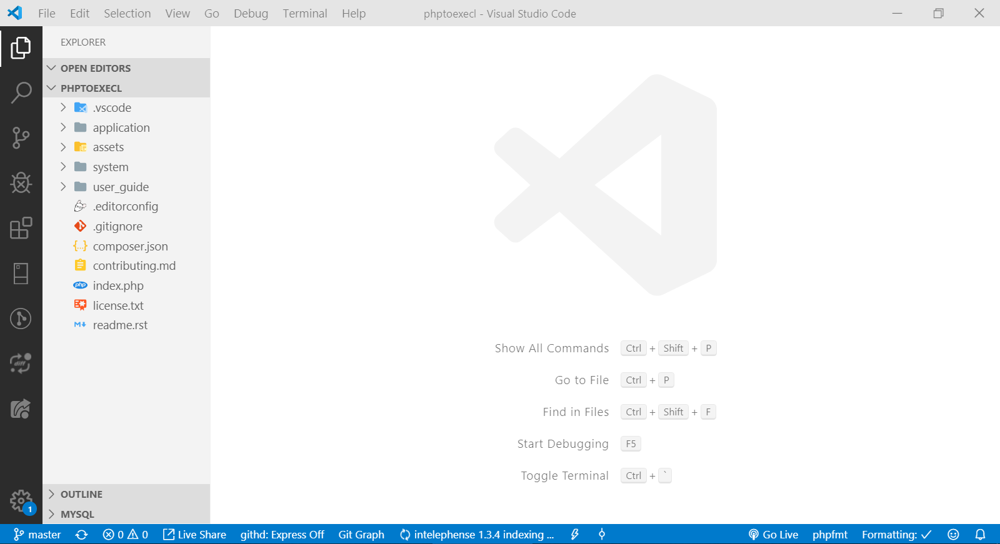 File Edit Selection View Go Debug Terminal Help phptoexecl - Visual Studio Code
EXPLORER
OPEN EDITORS
PHPTOEXECL
.vscode
application
assets
system
user_guide
.editorconfig
.gitignore
{..} composer.json
contributing.md
php index.php
license.txt
M readme.rst
diff
Show All Commands Ctrl + Shift + P
Go to File Ctrl + P
Find in Files Ctrl + Shift + F
Start Debugging F5
Toggle Terminal Ctrl + `
OUTLINE
MYSQL
1
master 0 0 Live Share githd: Express Off Git Graph intelephense 1.3.4 indexing ... Go Live phpfmt Formatting: ✓